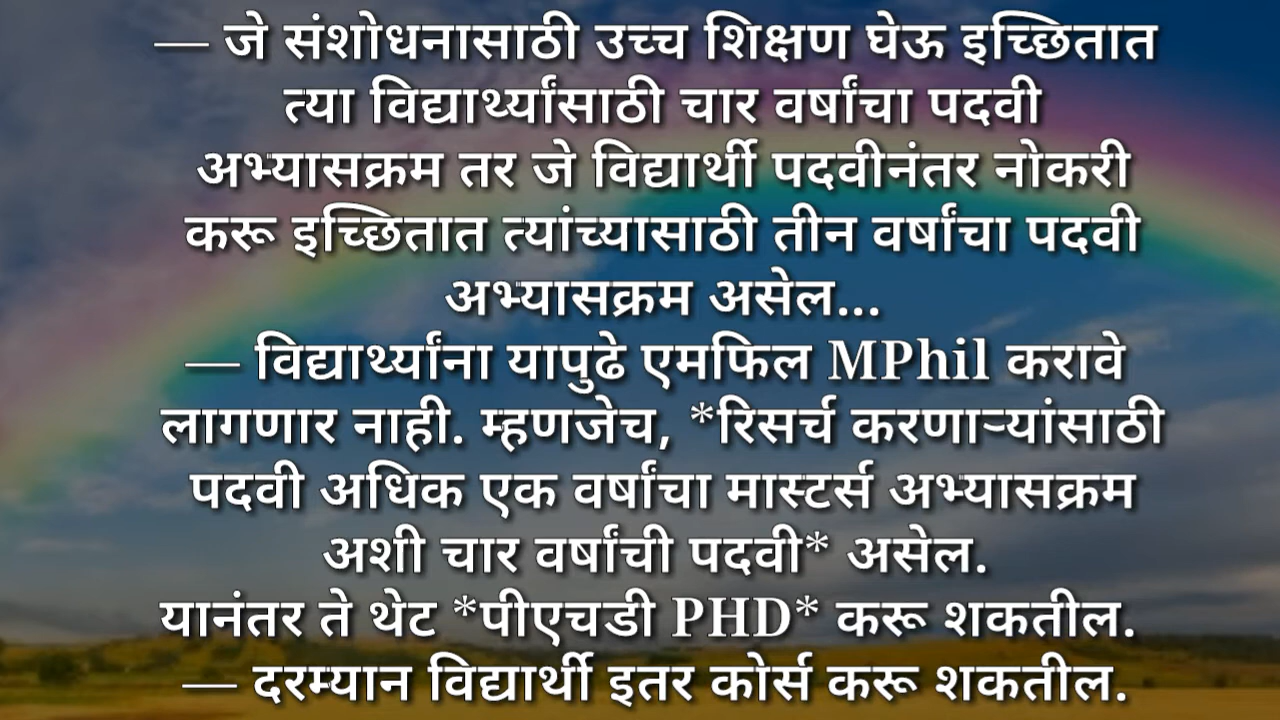 — जे संशोधनासाठी उच्च शिक्षण घेऊ इच्छितात
त्या विद्यार्थ्यांसाठी चार वर्षांचा पदवी
अभ्यासक्रम तर जे विद्यार्थी पदवीनंतर नोकरी
करू इच्छितात त्यांच्यासाठी तीन वर्षांचा पदवी
अभ्यासक्रम असेल...
— विद्यार्थ्यांना यापुढे एमफिल MPhil करावे
लागणार नाही. म्हणजेच, *रिसर्च करणाऱ्यांसाठी
पदवी अधिक एक वर्षांचा मास्टर्स अभ्यासक्रम
अशी चार वर्षांची पदवी* असेल.
यानंतर ते थेट *पीएचडी PHD* करू शकतील.
— दरम्यान विद्यार्थी इतर कोर्स करू शकतील.